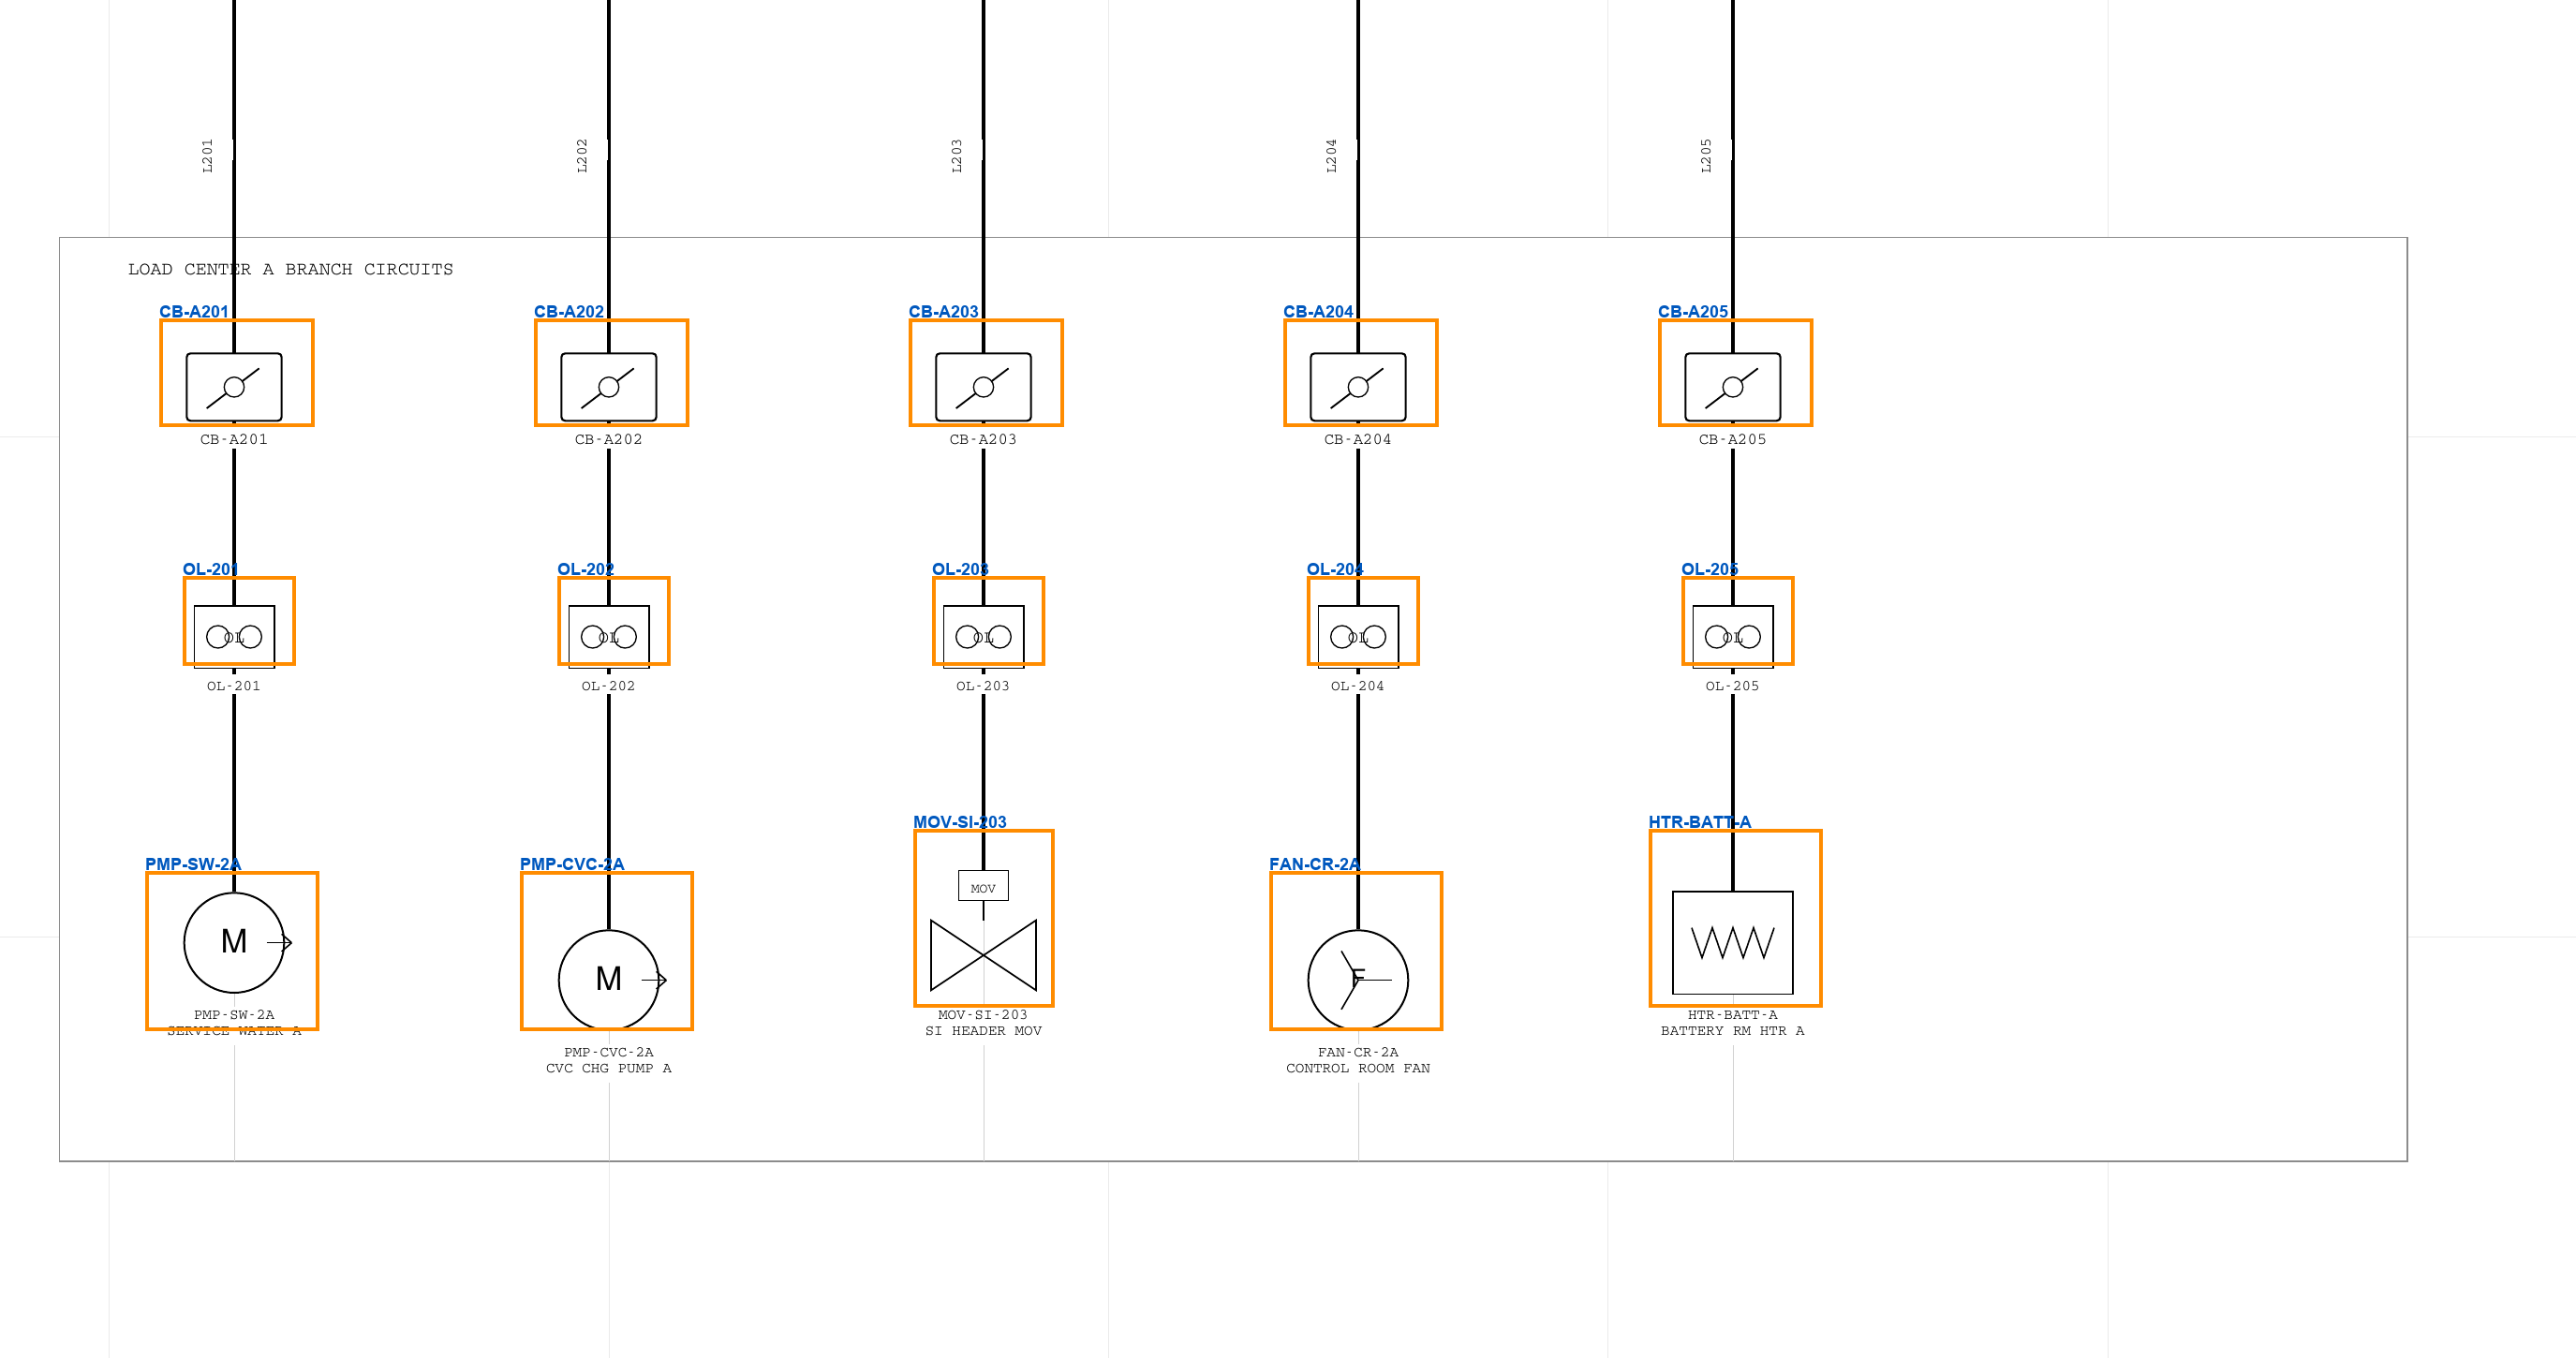 L201
L202
L203
L204
L205
LOAD CENTER A BRANCH CIRCUITS
CB-A201
CB-A202
CB-A203
CB-A204
CB-A205
CB-A201
CB-A202
CB-A203
CB-A204
CB-A205
OL-201
OL-202
OL-203
OL-204
OL-205
OL
OL
OL
OL
OL
OL-201
OL-202
OL-203
OL-204
OL-205
MOV-SI-203
HTR-BATT-A
PMP-SW-2A
PMP-CVC-2A
FAN-CR-2A
MOV
M
M
F
PMP-SW-2A
SERVICE WATER A
MOV-SI-203
SI HEADER MOV
HTR-BATT-A
BATTERY RM HTR A
PMP-CVC-2A
CVC CHG PUMP A
FAN-CR-2A
CONTROL ROOM FAN